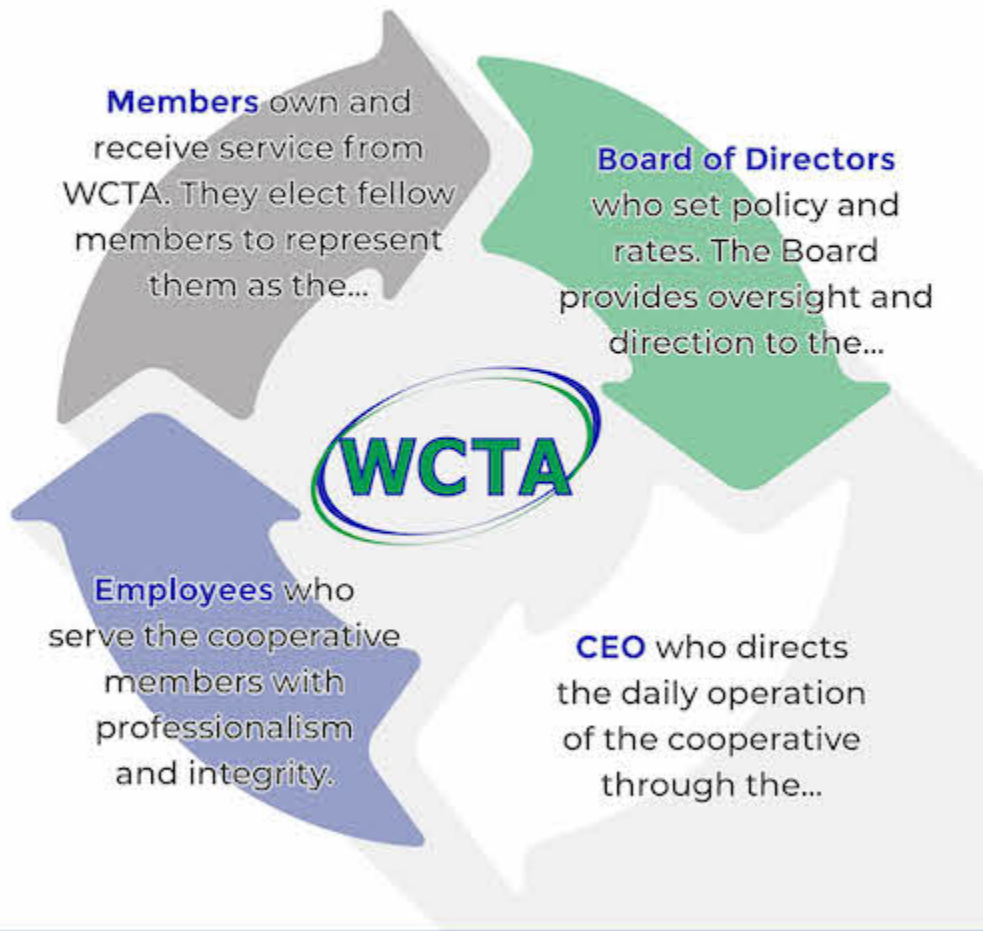 Members own and
receive service from
WCTA. They elect fellow
members to represent
them as the...
Board of Directors
who set policy and
rates. The Board
provides oversight and
direction to the...
WCTA
CEO who directs
the daily operation
of the cooperative
through the...
Employees who
serve the cooperative
members with
professionalism
and integrity.